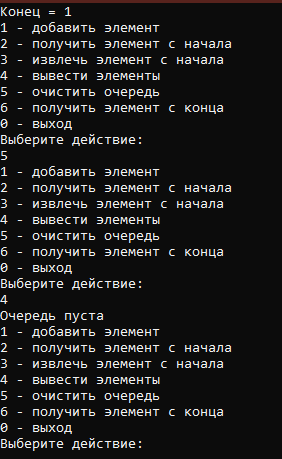 Конец = 1
1 - добавить элемент
2 - получить элемент с начала
3 - извлечь элемент с начала
4 - вывести элементы
5 - очистить очередь
6 - получить элемент с конца
0 - выход
Выберите действие:
5
1 - добавить элемент
2 - получить элемент с начала
3 - извлечь элемент с начала
4 - вывести элементы
5 - очистить очередь
6 - получить элемент с конца
0 - выход
Выберите действие:
4
Очередь пуста
1 - добавить элемент
2 - получить элемент с начала
3 - извлечь элемент с начала
4 - вывести элементы
5 - очистить очередь
6 - получить элемент с конца
0 - выход
Выберите действие: